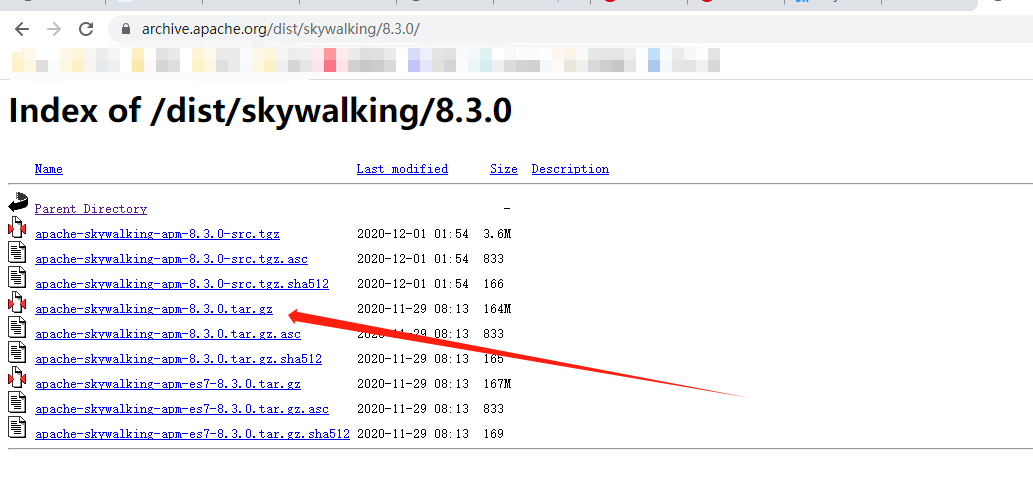 archive.apache.org/dist/skywalking/8.3.0/
Index of /dist/skywalking/8.3.0
Name Last modified Size Description
Parent Directory -
apache-skywalking-apm-8.3.0-src.tgz 2020-12-01 01:54 3.6M
apache-skywalking-apm-8.3.0-src.tgz.asc 2020-12-01 01:54 833
apache-skywalking-apm-8.3.0-src.tgz.sha512 2020-12-01 01:54 166
apache-skywalking-apm-8.3.0.tar.gz 2020-11-29 08:13 164M
apache-skywalking-apm-8.3.0.tar.gz.asc 2020-11-29 08:13 833
apache-skywalking-apm-8.3.0.tar.gz.sha512 2020-11-29 08:13 165
apache-skywalking-apm-es7-8.3.0.tar.gz 2020-11-29 08:13 167M
apache-skywalking-apm-es7-8.3.0.tar.gz.asc 2020-11-29 08:13 833
apache-skywalking-apm-es7-8.3.0.tar.gz.sha512 2020-11-29 08:13 169